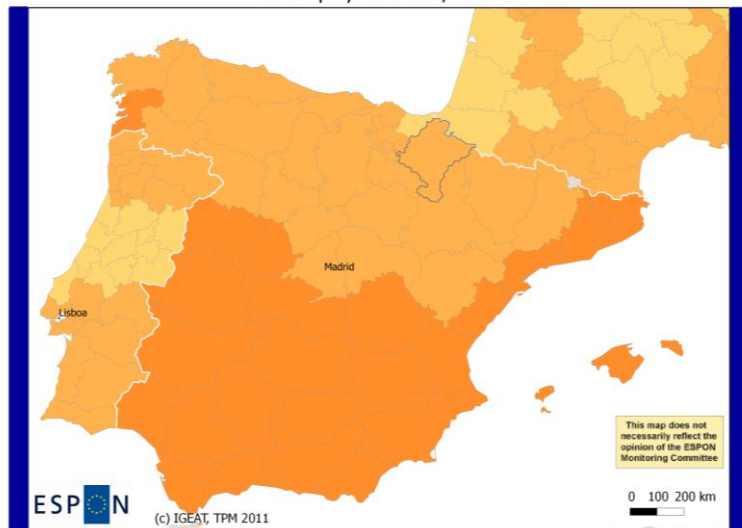 Madrid
Lisboa
This map does not
necessarily reflect the
opinion of the ESPON
Monitoring Committee
0 100 200 km
ESPON
(c) IGEAT, TPM 2011